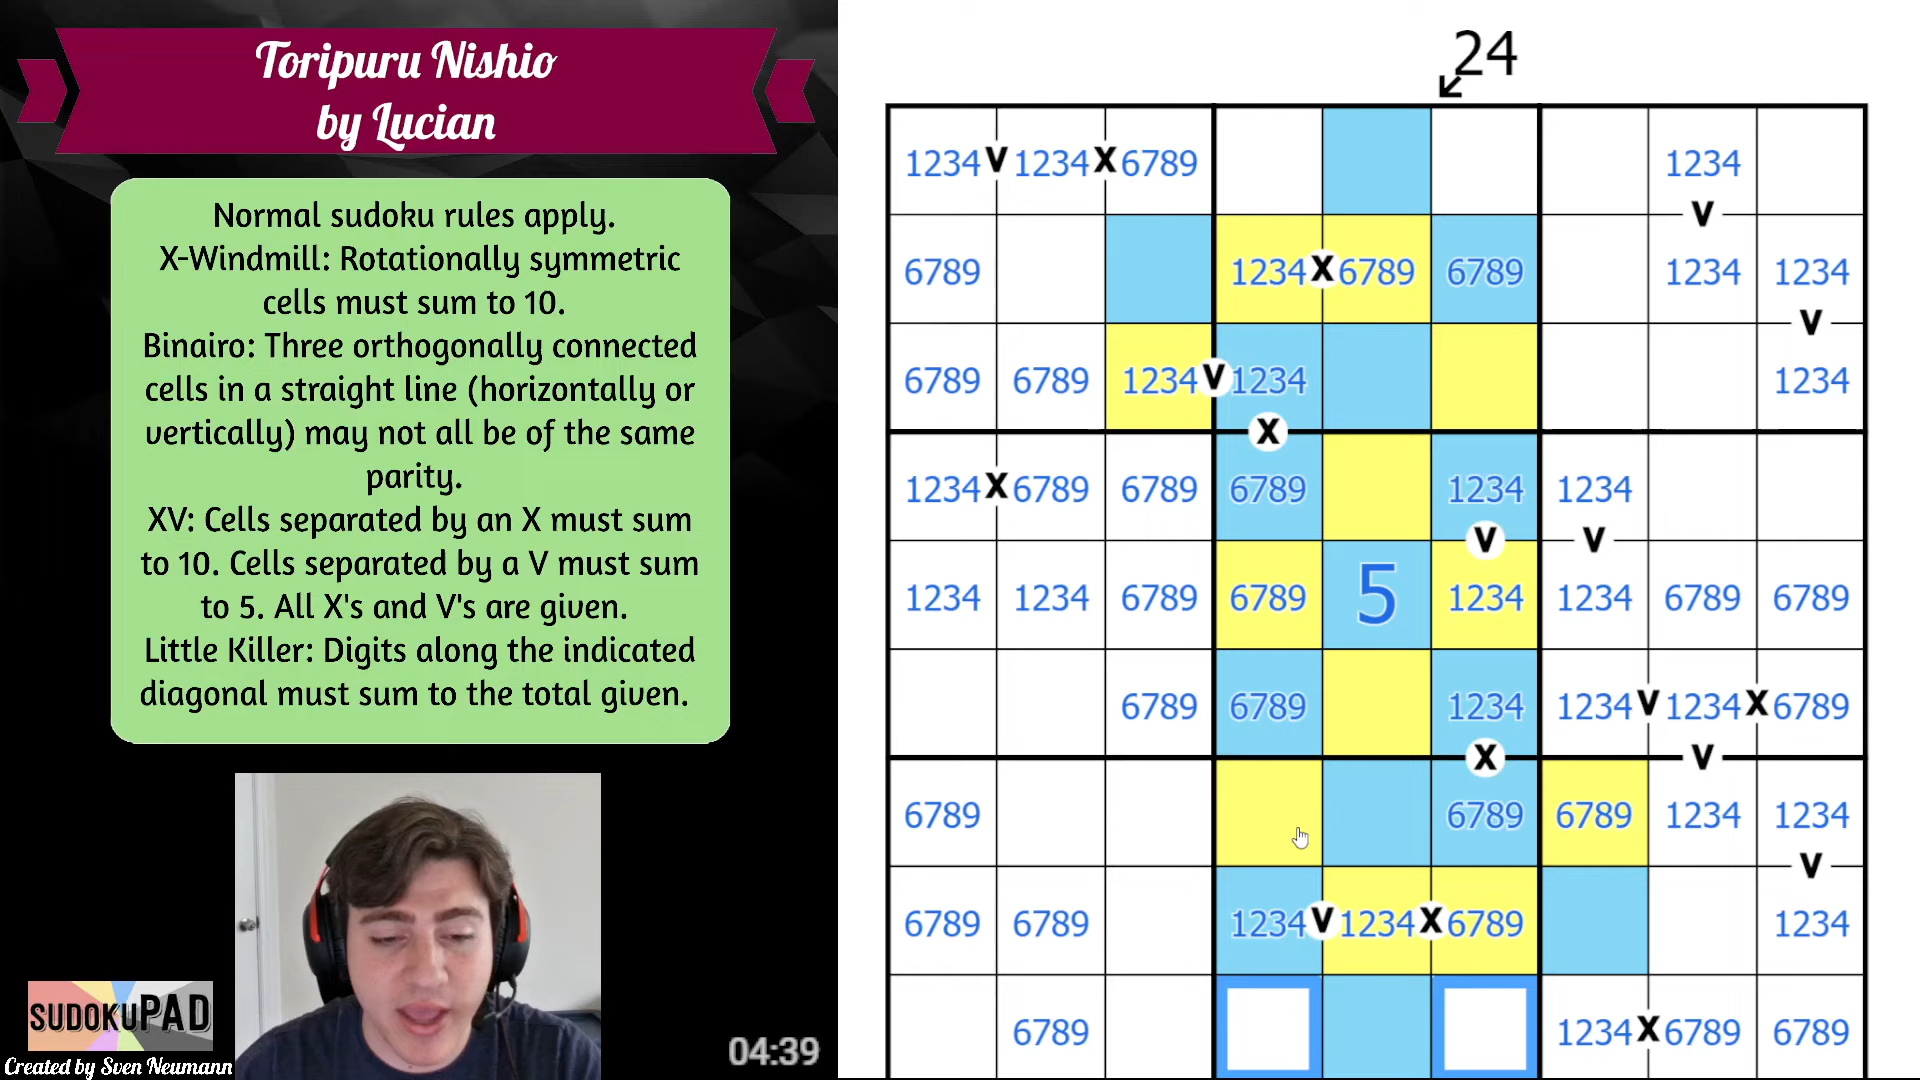 Toripuru Nishio
by Lucian
Normal sudoku rules apply.
X-Windmill: Rotationally symmetric
cells must sum to 10.
Binairo: Three orthogonally connected
cells in a straight line (horizontally or
vertically) may not all be of the same
parity.
XV: Cells separated by an X must sum
to 10. Cells separated by a V must sum
to 5. All X's and V's are given.
Little Killer: Digits along the indicated
diagonal must sum to the total given.
SUDOKUPAD
Created by Sven Neumann
04:39
24
1234 V 1234 X 6789 1234
V
6789 1234 X 6789 6789 1234 1234
V
6789 6789 1234 V 1234 1234
X
1234 X 6789 6789 6789 1234 1234
V V
1234 1234 6789 6789 5 1234 1234 6789 6789
6789 6789 1234 1234 V 1234 X 6789
X V
6789 6789 6789 1234 1234
V
6789 6789 1234 V 1234 X 6789 1234
6789 1234 X 6789 6789